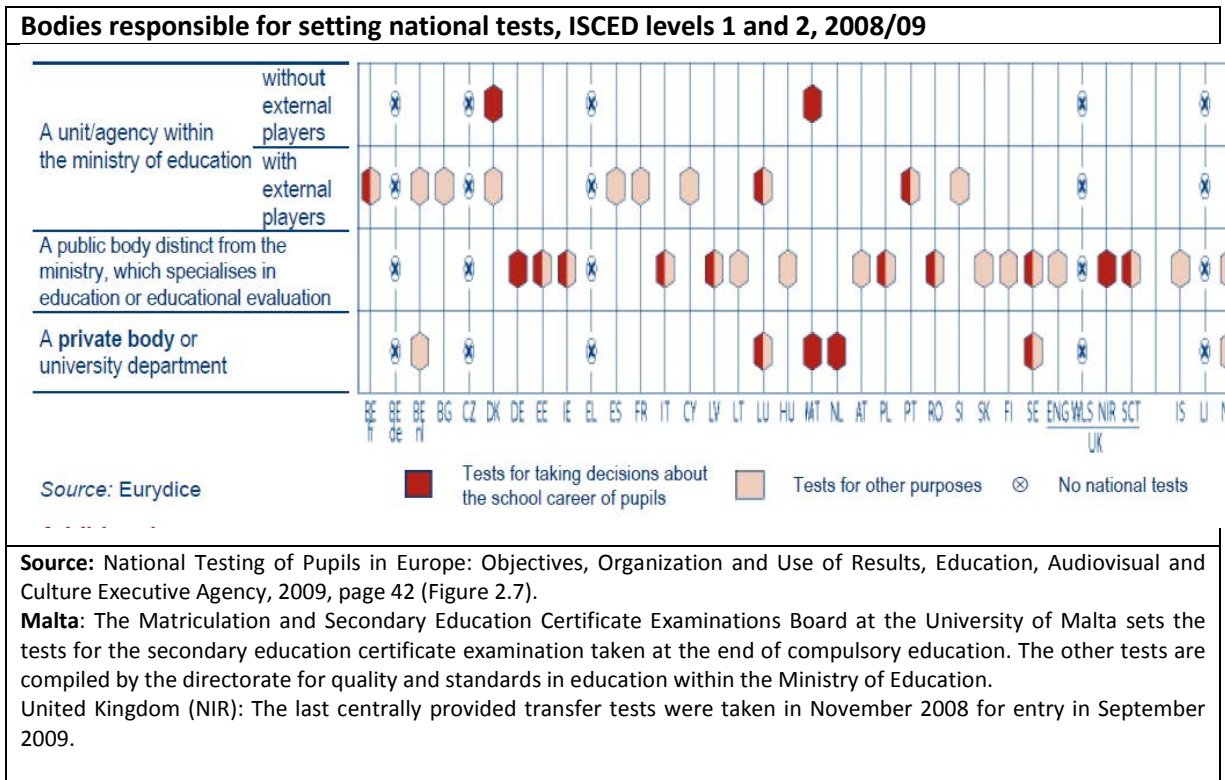 Bodies responsible for setting national tests, ISCED levels 1 and 2, 2008/09
A unit/agency within
the ministry of education
without
external
players
with
external
players
A public body distinct from the
ministry, which specialises in
education or educational evaluation
A private body or
university department
BE fr BE de BE nl BG CZ DK DE EE IE EL ES FR IT CY LV LT LU HU MT NL AT PL PT RO SI SK FI SE ENG WLS NIR SCT IS LI
UK
Source: Eurydice
Tests for taking decisions about
the school career of pupils
Tests for other purposes
No national tests
Source: National Testing of Pupils in Europe: Objectives, Organization and Use of Results, Education, Audiovisual and
Culture Executive Agency, 2009, page 42 (Figure 2.7).
Malta: The Matriculation and Secondary Education Certificate Examinations Board at the University of Malta sets the
tests for the secondary education certificate examination taken at the end of compulsory education. The other tests are
compiled by the directorate for quality and standards in education within the Ministry of Education.
United Kingdom (NIR): The last centrally provided transfer tests were taken in November 2008 for entry in September
2009.